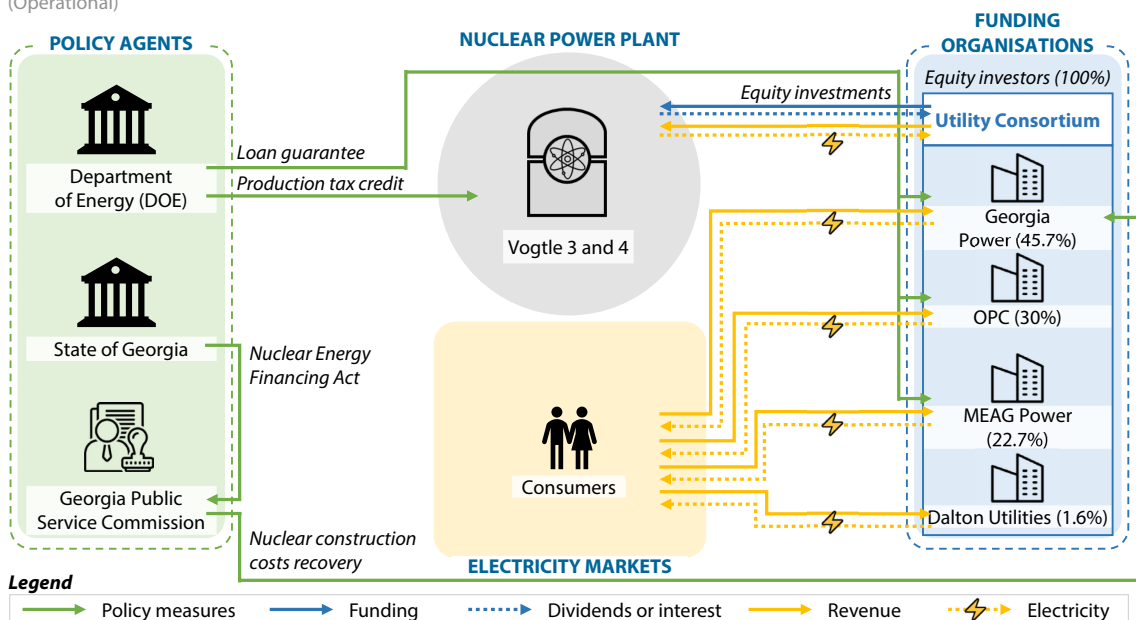 (Operational)
POLICY AGENTS
NUCLEAR POWER PLANT
FUNDING
ORGANISATIONS
Equity investors (100%)
Equity investments
Utility Consortium
Loan guarantee
Department
of Energy (DOE)
Production tax credit
Georgia
Power (45.7%)
Vogtle 3 and 4
OPC (30%)
State of Georgia
Nuclear Energy
Financing Act
MEAG Power
(22.7%)
Consumers
Georgia Public
Service Commission
Dalton Utilities (1.6%)
Nuclear construction
costs recovery
ELECTRICITY MARKETS
Legend
Policy measures
Funding
Dividends or interest
Revenue
Electricity